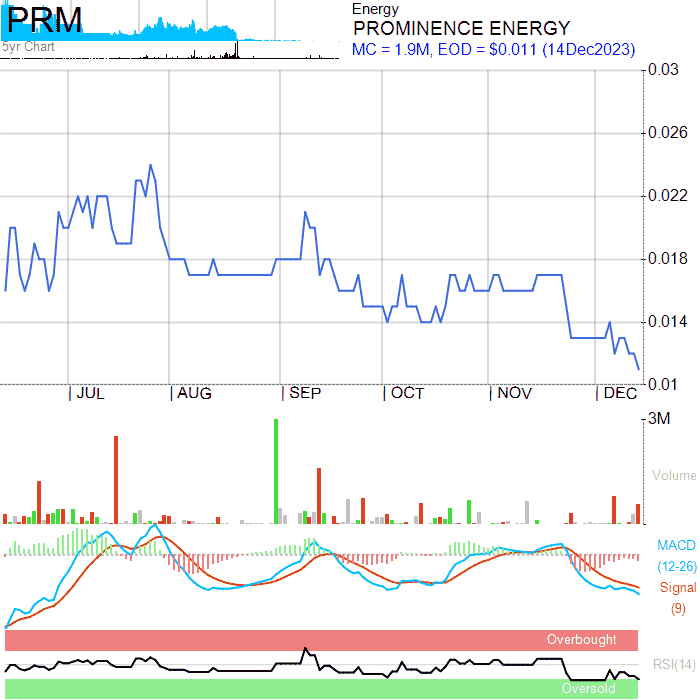 PRM
5yr Chart
Energy
PROMINENCE ENERGY
MC = 1.9M, EOD = $0.011 (14Dec2023)
0.03
0.026
0.022
0.018
0.014
0.01
JUL AUG SEP OCT NOV DEC
3M
Volume
MACD
(12-26)
Signal
(9)
Overbought
RSI(14)
Oversold